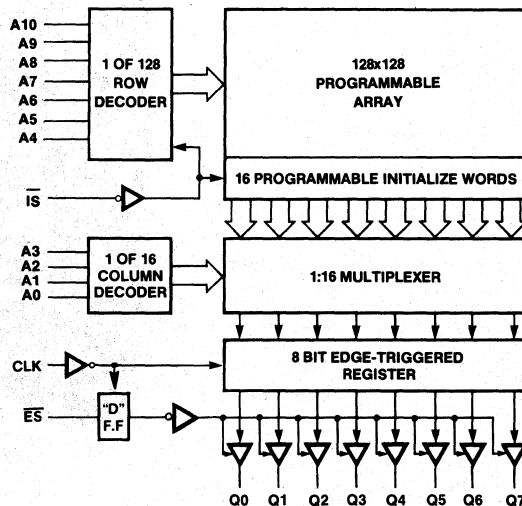 A10
A9
A8
A7
A6
A5
A4
1 OF 128
ROW
DECODER
128x128
PROGRAMMABLE
ARRAY
16 PROGRAMMABLE INITIALIZE WORDS
IS
A3
A2
A1
A0
1 OF 16
COLUMN
DECODER
1:16 MULTIPLEXER
CLK
8 BIT EDGE-TRIGGERED
REGISTER
ES
"D"
F.F
Q0 Q1 Q2 Q3 Q4 Q5 Q6 Q7